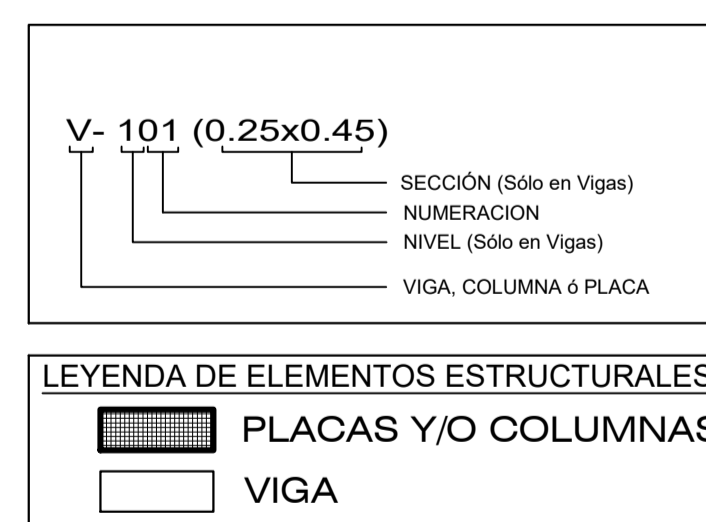 V- 101 (0.25x0.45)
SECCIÓN (Sólo en Vigas)
NUMERACION
NIVEL (Sólo en Vigas)
VIGA, COLUMNA ó PLACA
LEYENDA DE ELEMENTOS ESTRUCTURALES
PLACAS Y/O COLUMNAS
VIGA